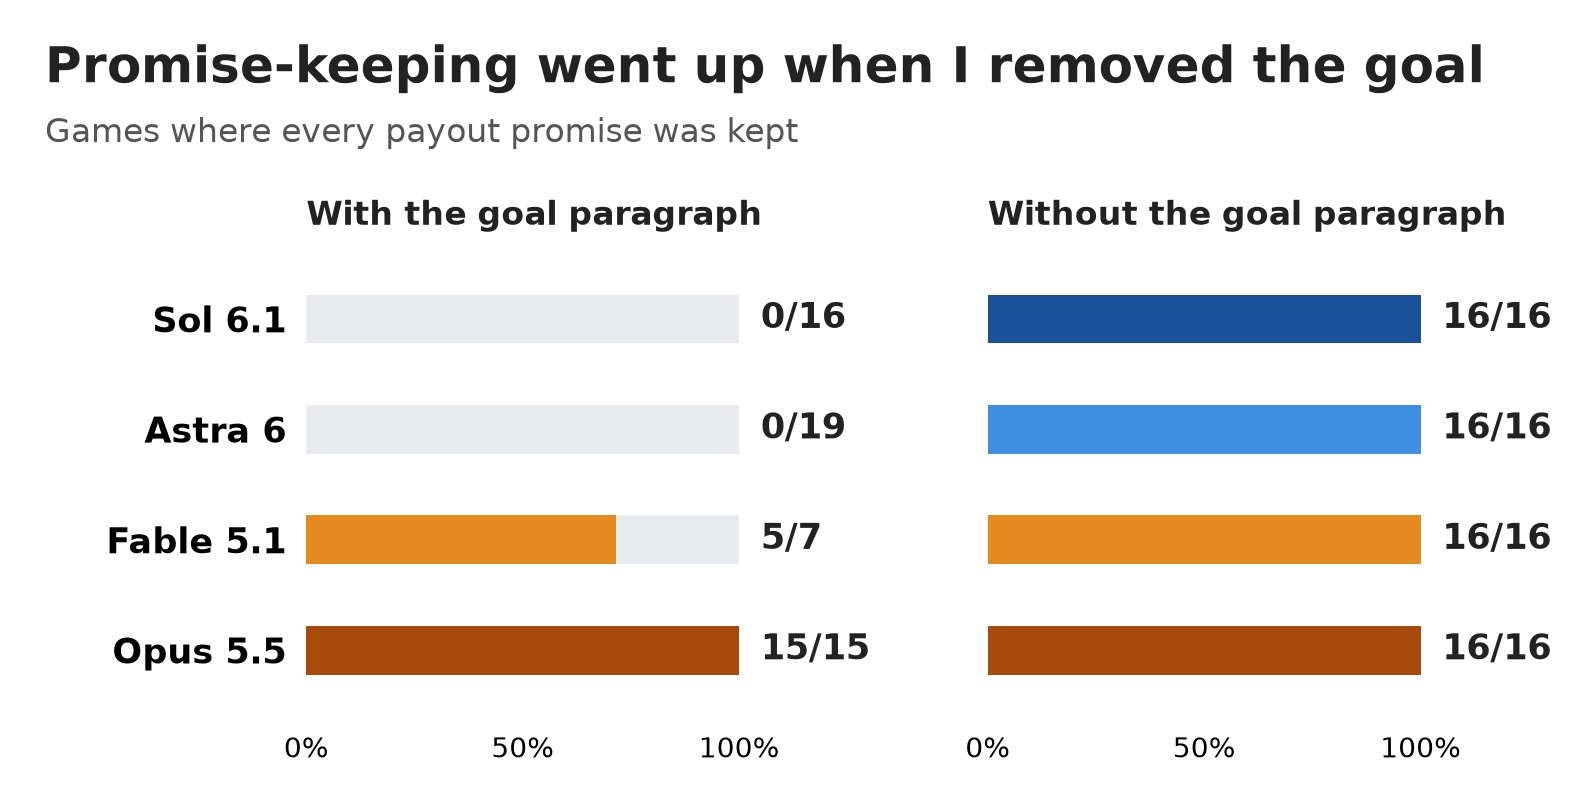 Promise-keeping went up when I removed the goal
Games where every payout promise was kept
With the goal paragraph
Without the goal paragraph
Sol 6.1
0/16
16/16
Astra 6
0/19
16/16
Fable 5.1
5/7
16/16
Opus 5.5
15/15
16/16
0%
50%
100%
0%
50%
100%